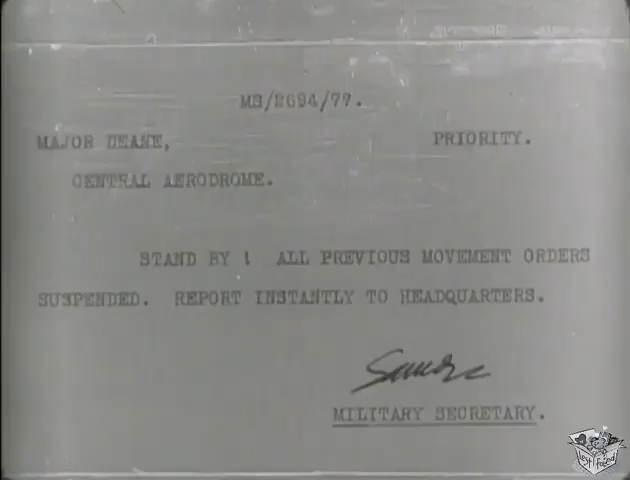 MS/2694/77.
MAJOR DEANE, PRIORITY.
CENTRAL AERODROME.
STAND BY ! ALL PREVIOUS MOVEMENT ORDERS
SUSPENDED. REPORT INSTANTLY TO HEADQUARTERS.
MILITARY SECRETARY.